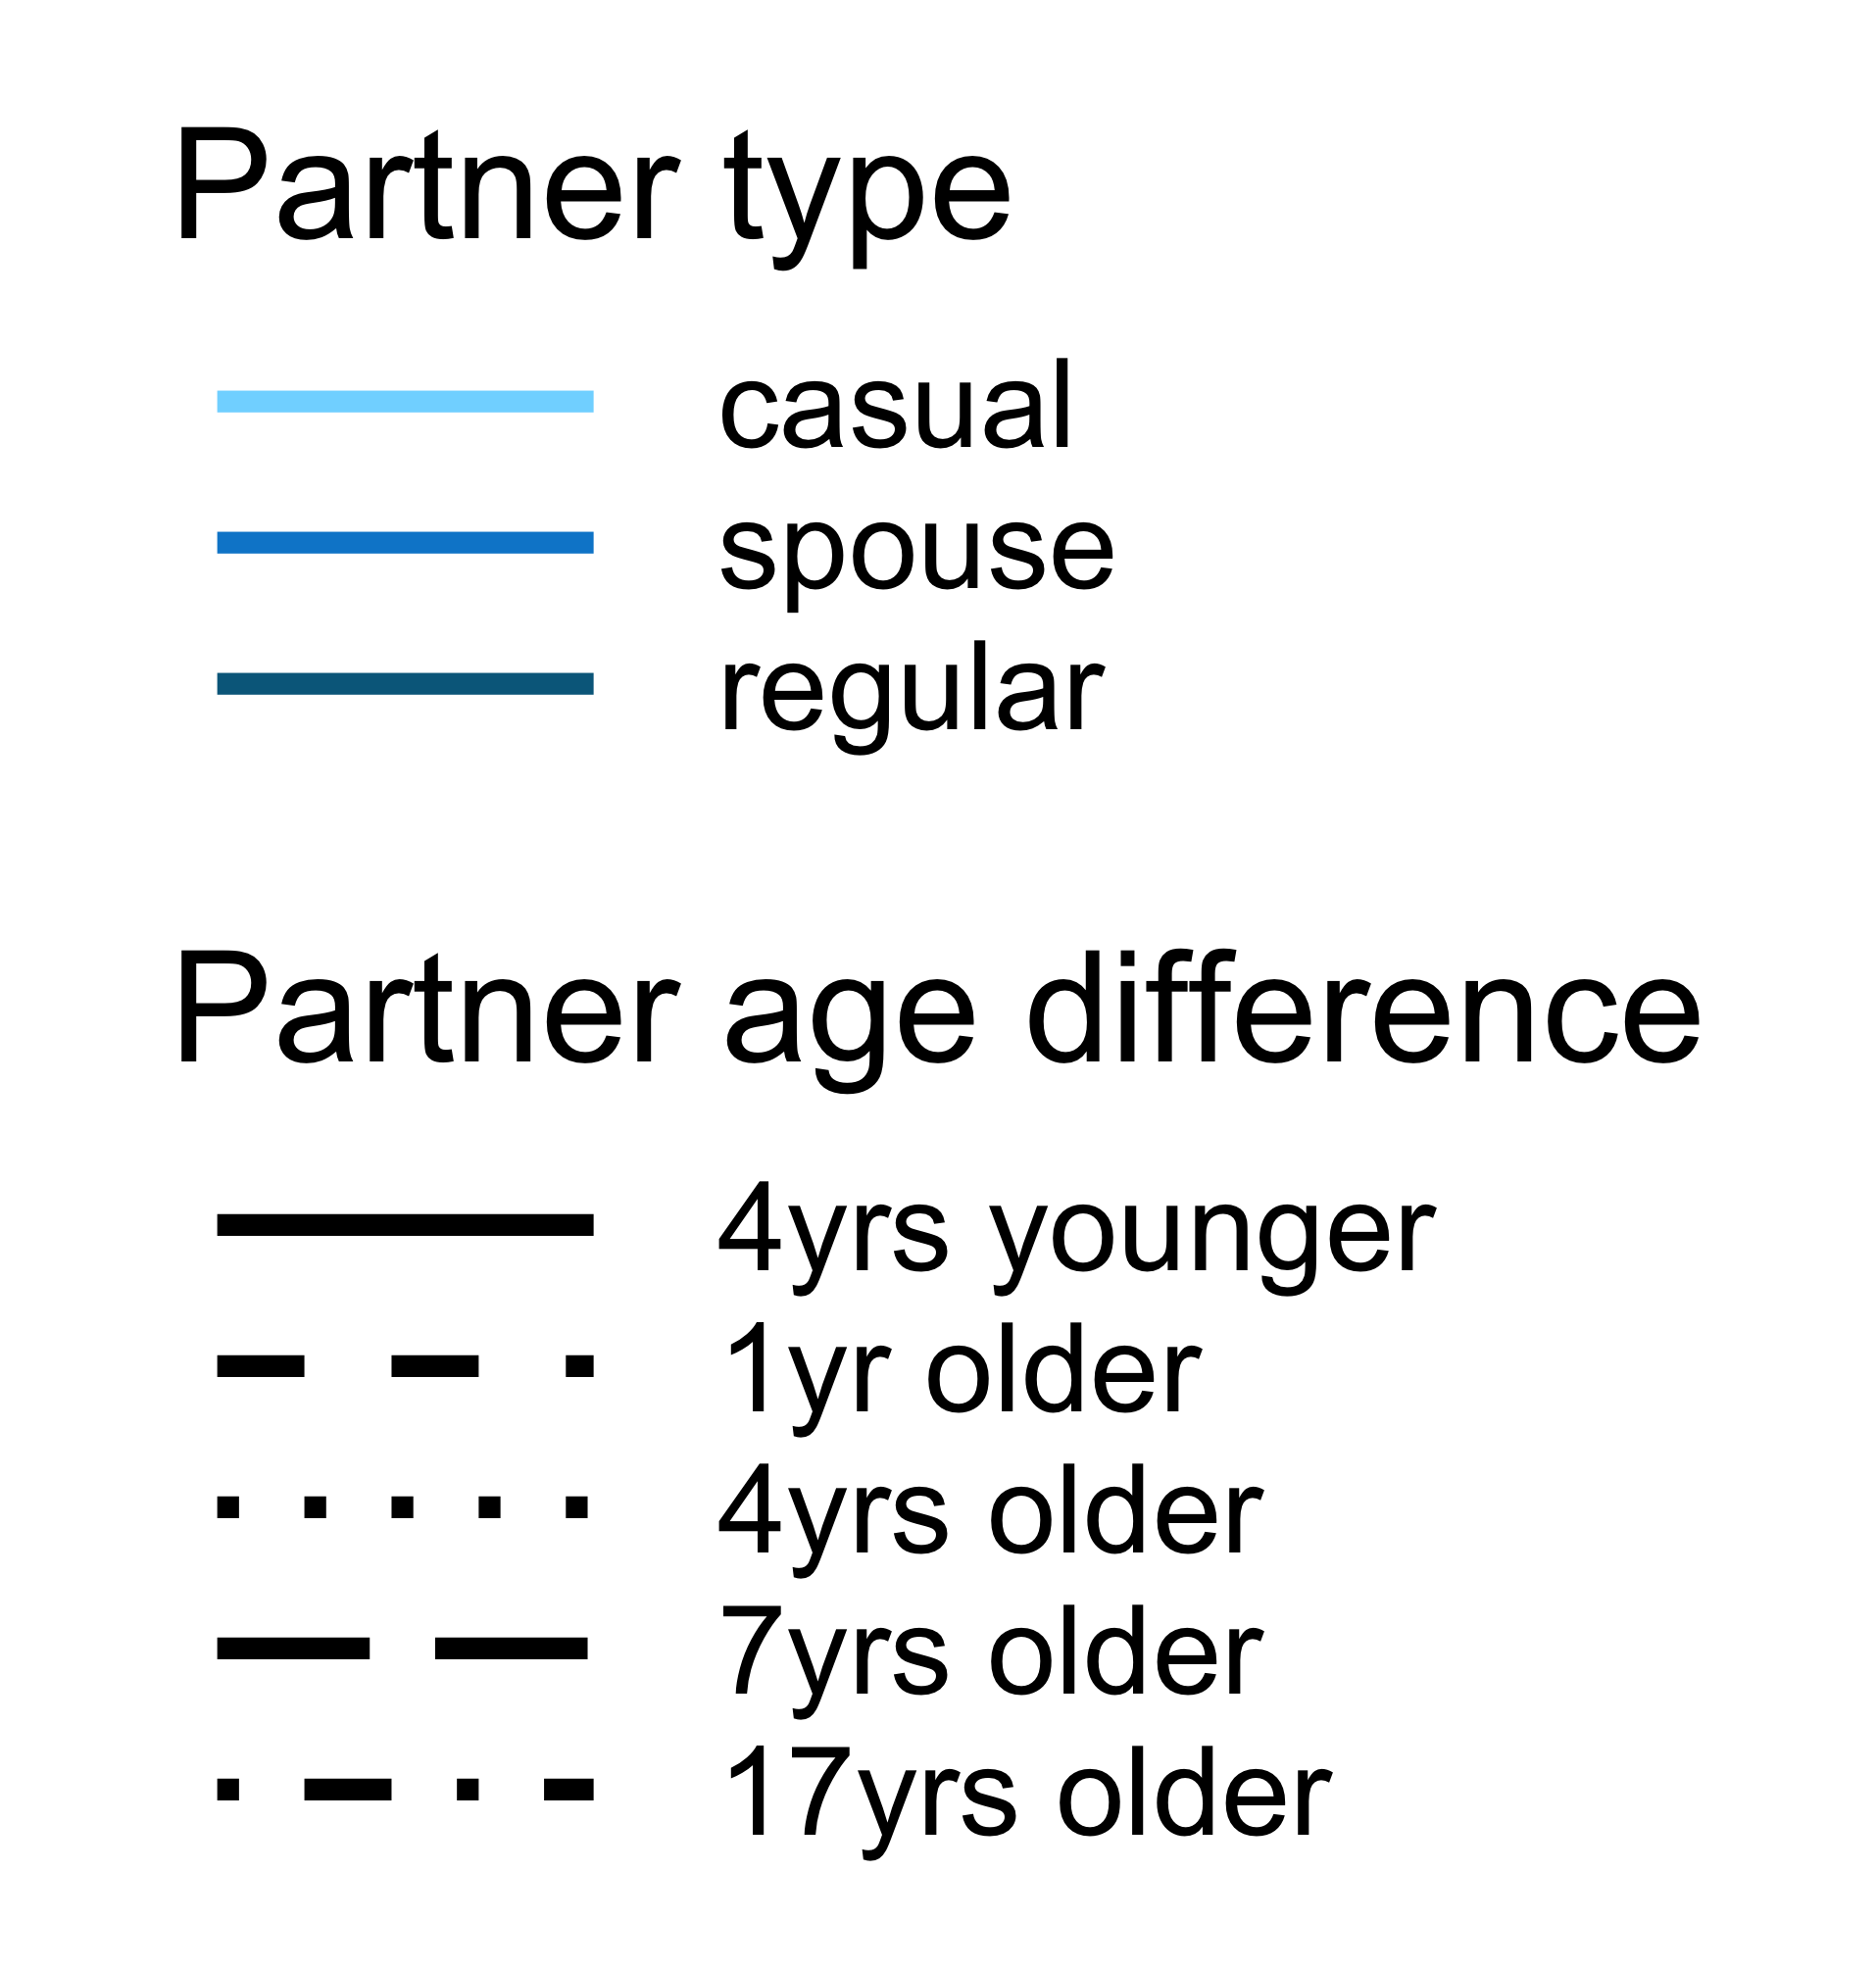 Partner type
casual
spouse
regular
Partner age difference
4yrs younger
1yr older
4yrs older
7yrs older
17yrs older